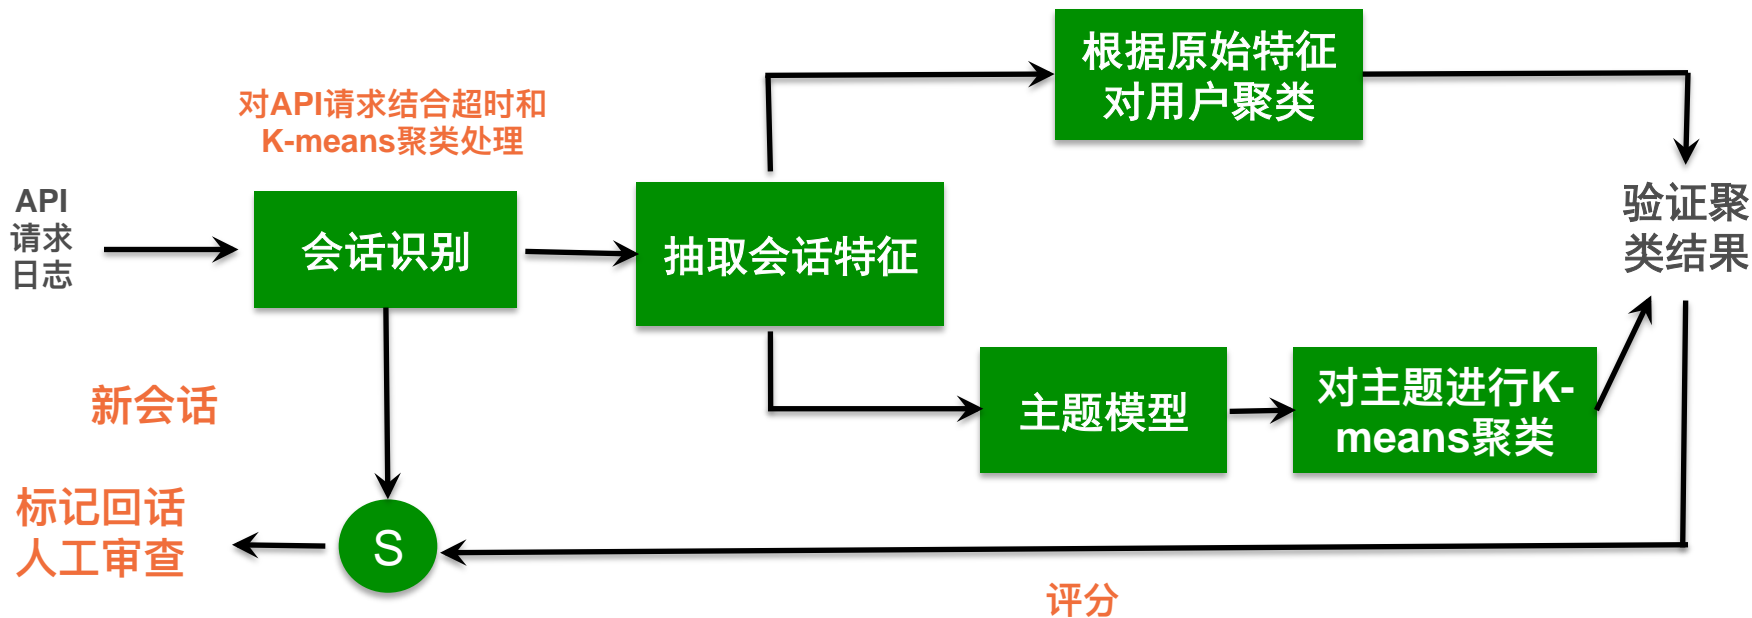 根据原始特征
对用户聚类
对API请求结合超时和
K-means聚类处理
API
请求
日志
会话识别
抽取会话特征
验证聚
类结果
新会话
主题模型
对主题进行K-
means聚类
标记回话
人工审查
S
评分